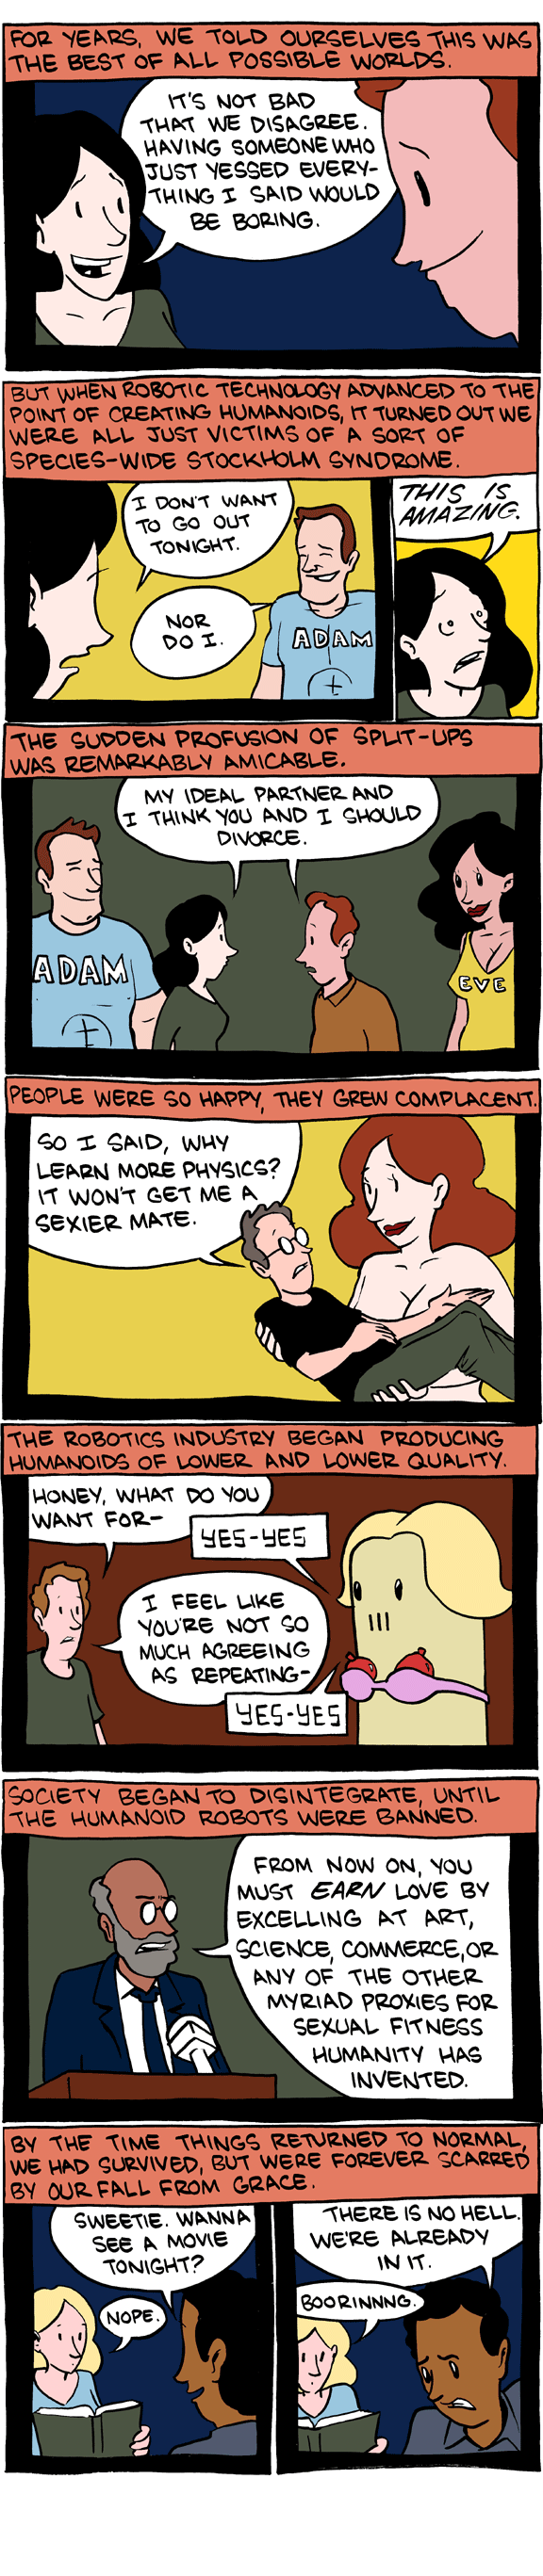 FOR YEARS, WE TOLD OURSELVES THIS WAS
THE BEST OF ALL POSSIBLE WORLDS.
IT'S NOT BAD
THAT WE DISAGREE.
HAVING SOMEONE WHO
JUST YESSED EVERY-
THING I SAID WOULD
BE BORING.
BUT WHEN ROBOTIC TECHNOLOGY ADVANCED TO THE
POINT OF CREATING HUMANOIDS, IT TURNED OUT WE
WERE ALL JUST VICTIMS OF A SORT OF
SPECIES-WIDE STOCKHOLM SYNDROME.
I DON'T WANT
TO GO OUT
TONIGHT.
NOR
DO I.
ADAM
THIS IS
AMAZING.
THE SUDDEN PROFUSION OF SPLIT-UPS
WAS REMARKABLY AMICABLE.
MY IDEAL PARTNER AND
I THINK YOU AND I SHOULD
DIVORCE.
ADAM
EVE
PEOPLE WERE SO HAPPY, THEY GREW COMPLACENT.
SO I SAID, WHY
LEARN MORE PHYSICS?
IT WON'T GET ME A
SEXIER MATE.
THE ROBOTICS INDUSTRY BEGAN PRODUCING
HUMANOIDS OF LOWER AND LOWER QUALITY.
HONEY, WHAT DO YOU
WANT FOR-
YES-YES
I FEEL LIKE
YOU'RE NOT SO
MUCH AGREEING
AS REPEATING-
YES-YES
SOCIETY BEGAN TO DISINTEGRATE, UNTIL
THE HUMANOID ROBOTS WERE BANNED.
FROM NOW ON, YOU
MUST EARN LOVE BY
EXCELLING AT ART,
SCIENCE, COMMERCE, OR
ANY OF THE OTHER
MYRIAD PROXIES FOR
SEXUAL FITNESS
HUMANITY HAS
INVENTED.
BY THE TIME THINGS RETURNED TO NORMAL,
WE HAD SURVIVED, BUT WERE FOREVER SCARRED
BY OUR FALL FROM GRACE.
SWEETIE. WANNA
SEE A MOVIE
TONIGHT?
NOPE.
THERE IS NO HELL.
WE'RE ALREADY
IN IT.
BOORINNNG.